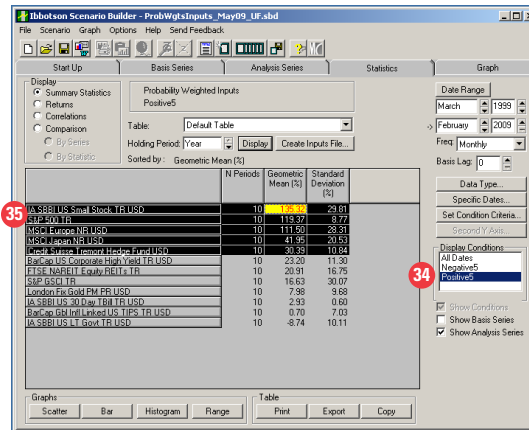 Ibbotson Scenario Builder - ProbWgtsInputs_May09_UF.sbd
File Scenario Graph Options Help Send Feedback
Start Up Basis Series Analysis Series Statistics Graph
Display
Summary Statistics
Returns
Correlations
Comparison
By Series
By Statistic
Probability Weighted Inputs
Positive5
Table: Default Table
Holding Period: Year Display Create Inputs File...
Sorted by: Geometric Mean (%)
Date Range
March 1999
-> February 2009
Freq: Monthly
Basis Lag: 0
Data Type...
Specific Dates...
Set Condition Criteria...
Second Y Axis...
Display Conditions
All Dates
Negative5
Positive5
Show Conditions
Show Basis Series
Show Analysis Series
34
35
N Periods Geometric Mean (%) Standard Deviation (%)
IA SBBI US Small Stock TR USD 10 135.32 29.81
S&P 500 TR 10 119.37 8.77
MSCI Europe NR USD 10 111.50 28.31
MSCI Japan NR USD 10 41.95 20.53
Credit Suisse Tremont Hedge Fund USD 10 30.39 10.84
BarCap US Corporate High Yield TR USD 10 23.20 11.30
FTSE NAREIT Equity REITs TR 10 20.91 16.75
S&P GSCI TR 10 16.63 30.07
London Fix Gold PM PR USD 10 7.98 9.68
IA SBBI US 30 Day TBill TR USD 10 2.93 0.60
BarCap Gbl Infl Linked US TIPS TR USD 10 0.70 7.03
IA SBBI US LT Govt TR USD 10 -8.74 10.11
Graphs
Scatter Bar Histogram Range
Table
Print Export Copy